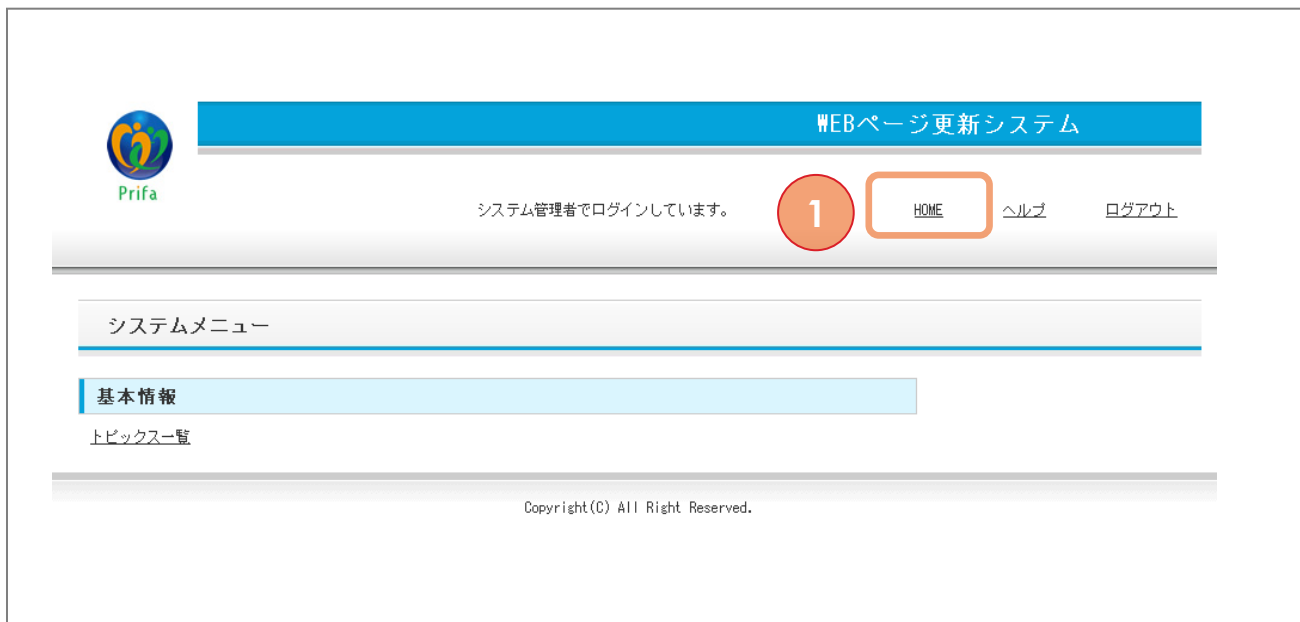 WEBページ更新システム
Prifa
システム管理者でログインしています。 1 HOME ヘルプ ログアウト
システムメニュー
基本情報
トピックス一覧
Copyright(C) All Right Reserved.